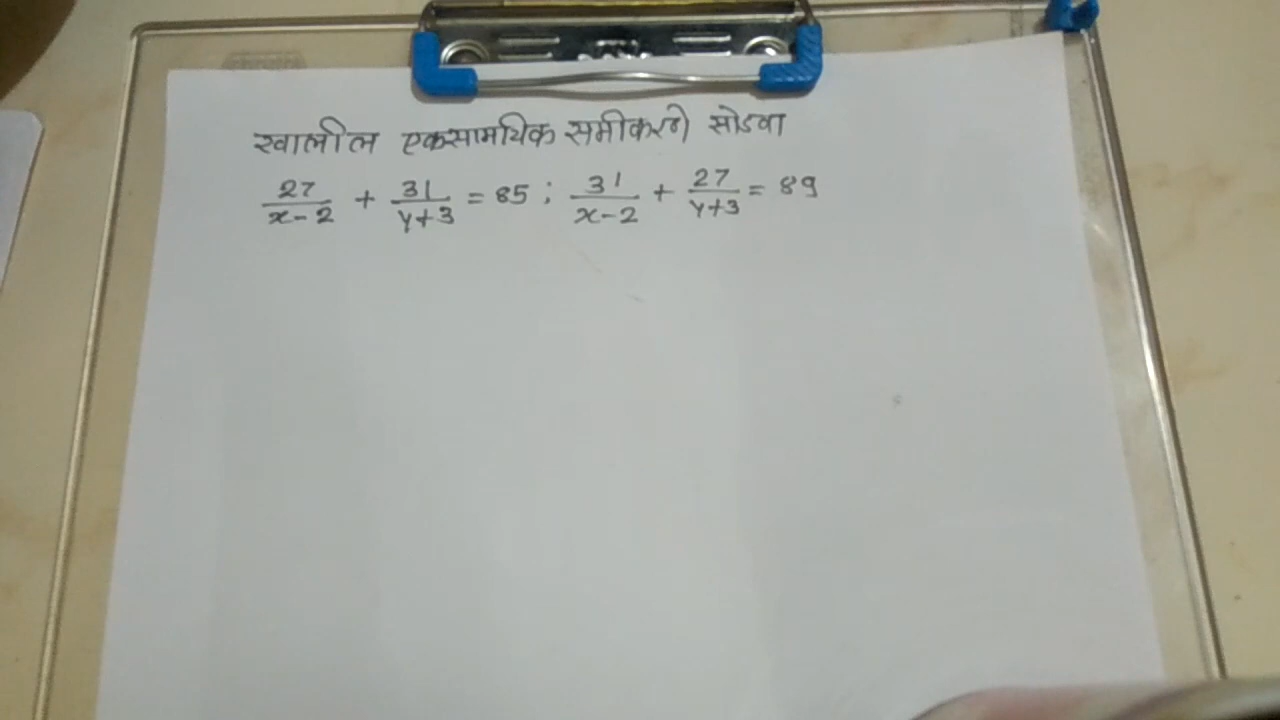 खालील एकसामयिक समीकरणे सोडवा
27/x-2 + 31/y+3 = 85 ; 31/x-2 + 27/y+3 = 89